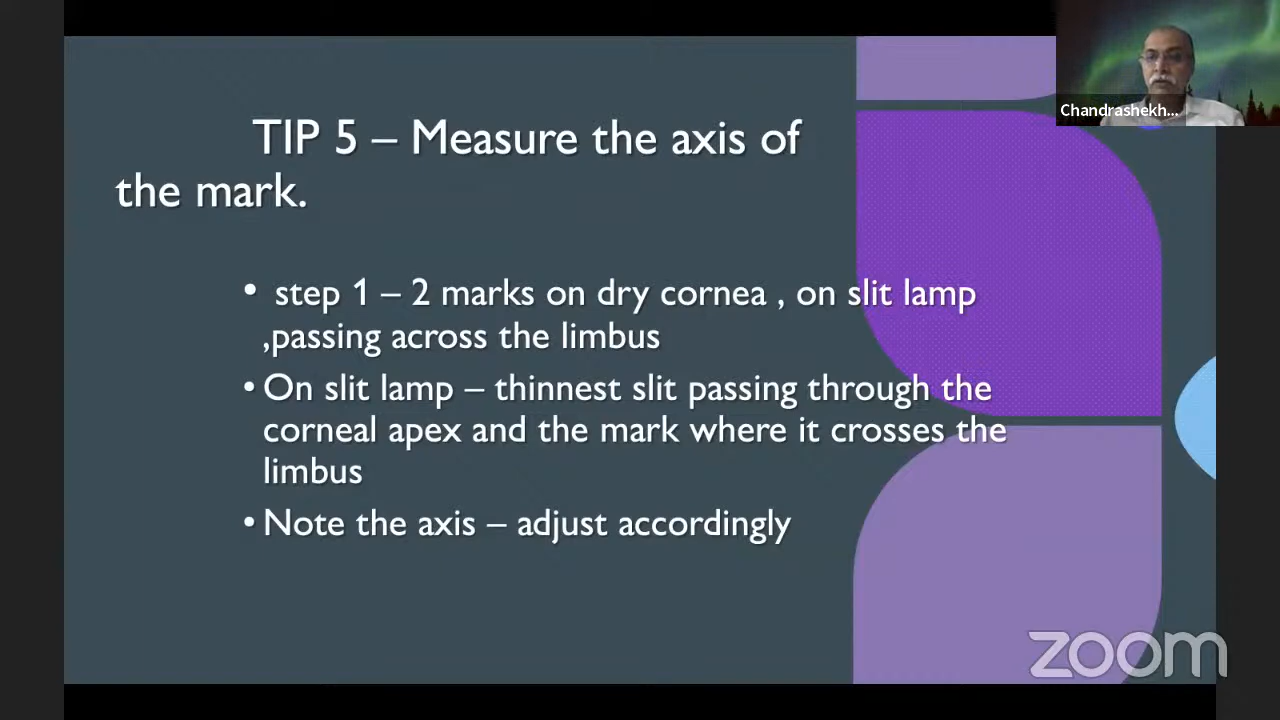 Chandrashekh...
TIP 5 – Measure the axis of
the mark.
• step 1 – 2 marks on dry cornea , on slit lamp
,passing across the limbus
• On slit lamp – thinnest slit passing through the
corneal apex and the mark where it crosses the
limbus
• Note the axis – adjust accordingly
zoom